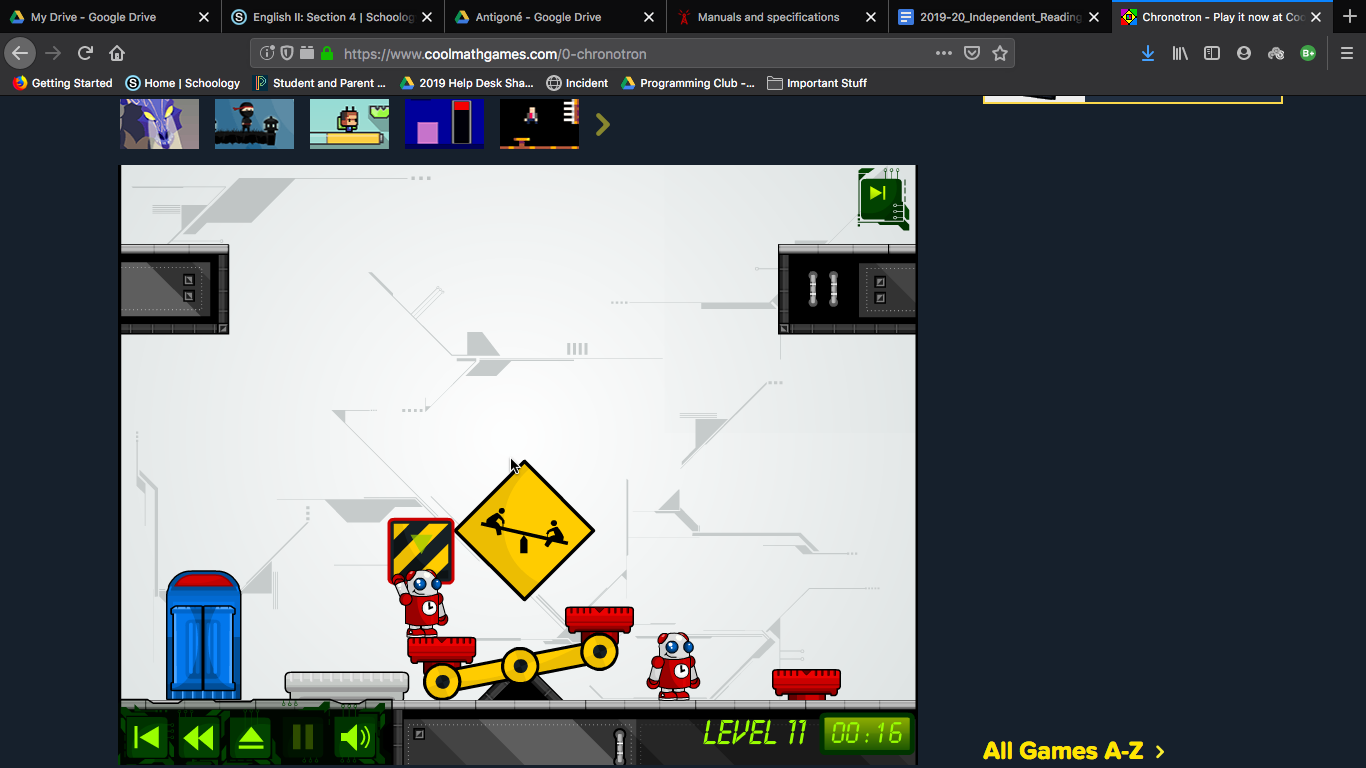 My Drive - Google Drive
English II: Section 4 | Schoolog
Antigoné - Google Drive
Manuals and specifications
2019-20_Independent_Reading
Chronotron - Play it now at Coo
https://www.coolmathgames.com/0-chronotron
B+
Getting Started
Home | Schoology
Student and Parent ...
2019 Help Desk Sha...
Incident
Programming Club -...
Important Stuff
LEVEL 11
00:16
All Games A-Z